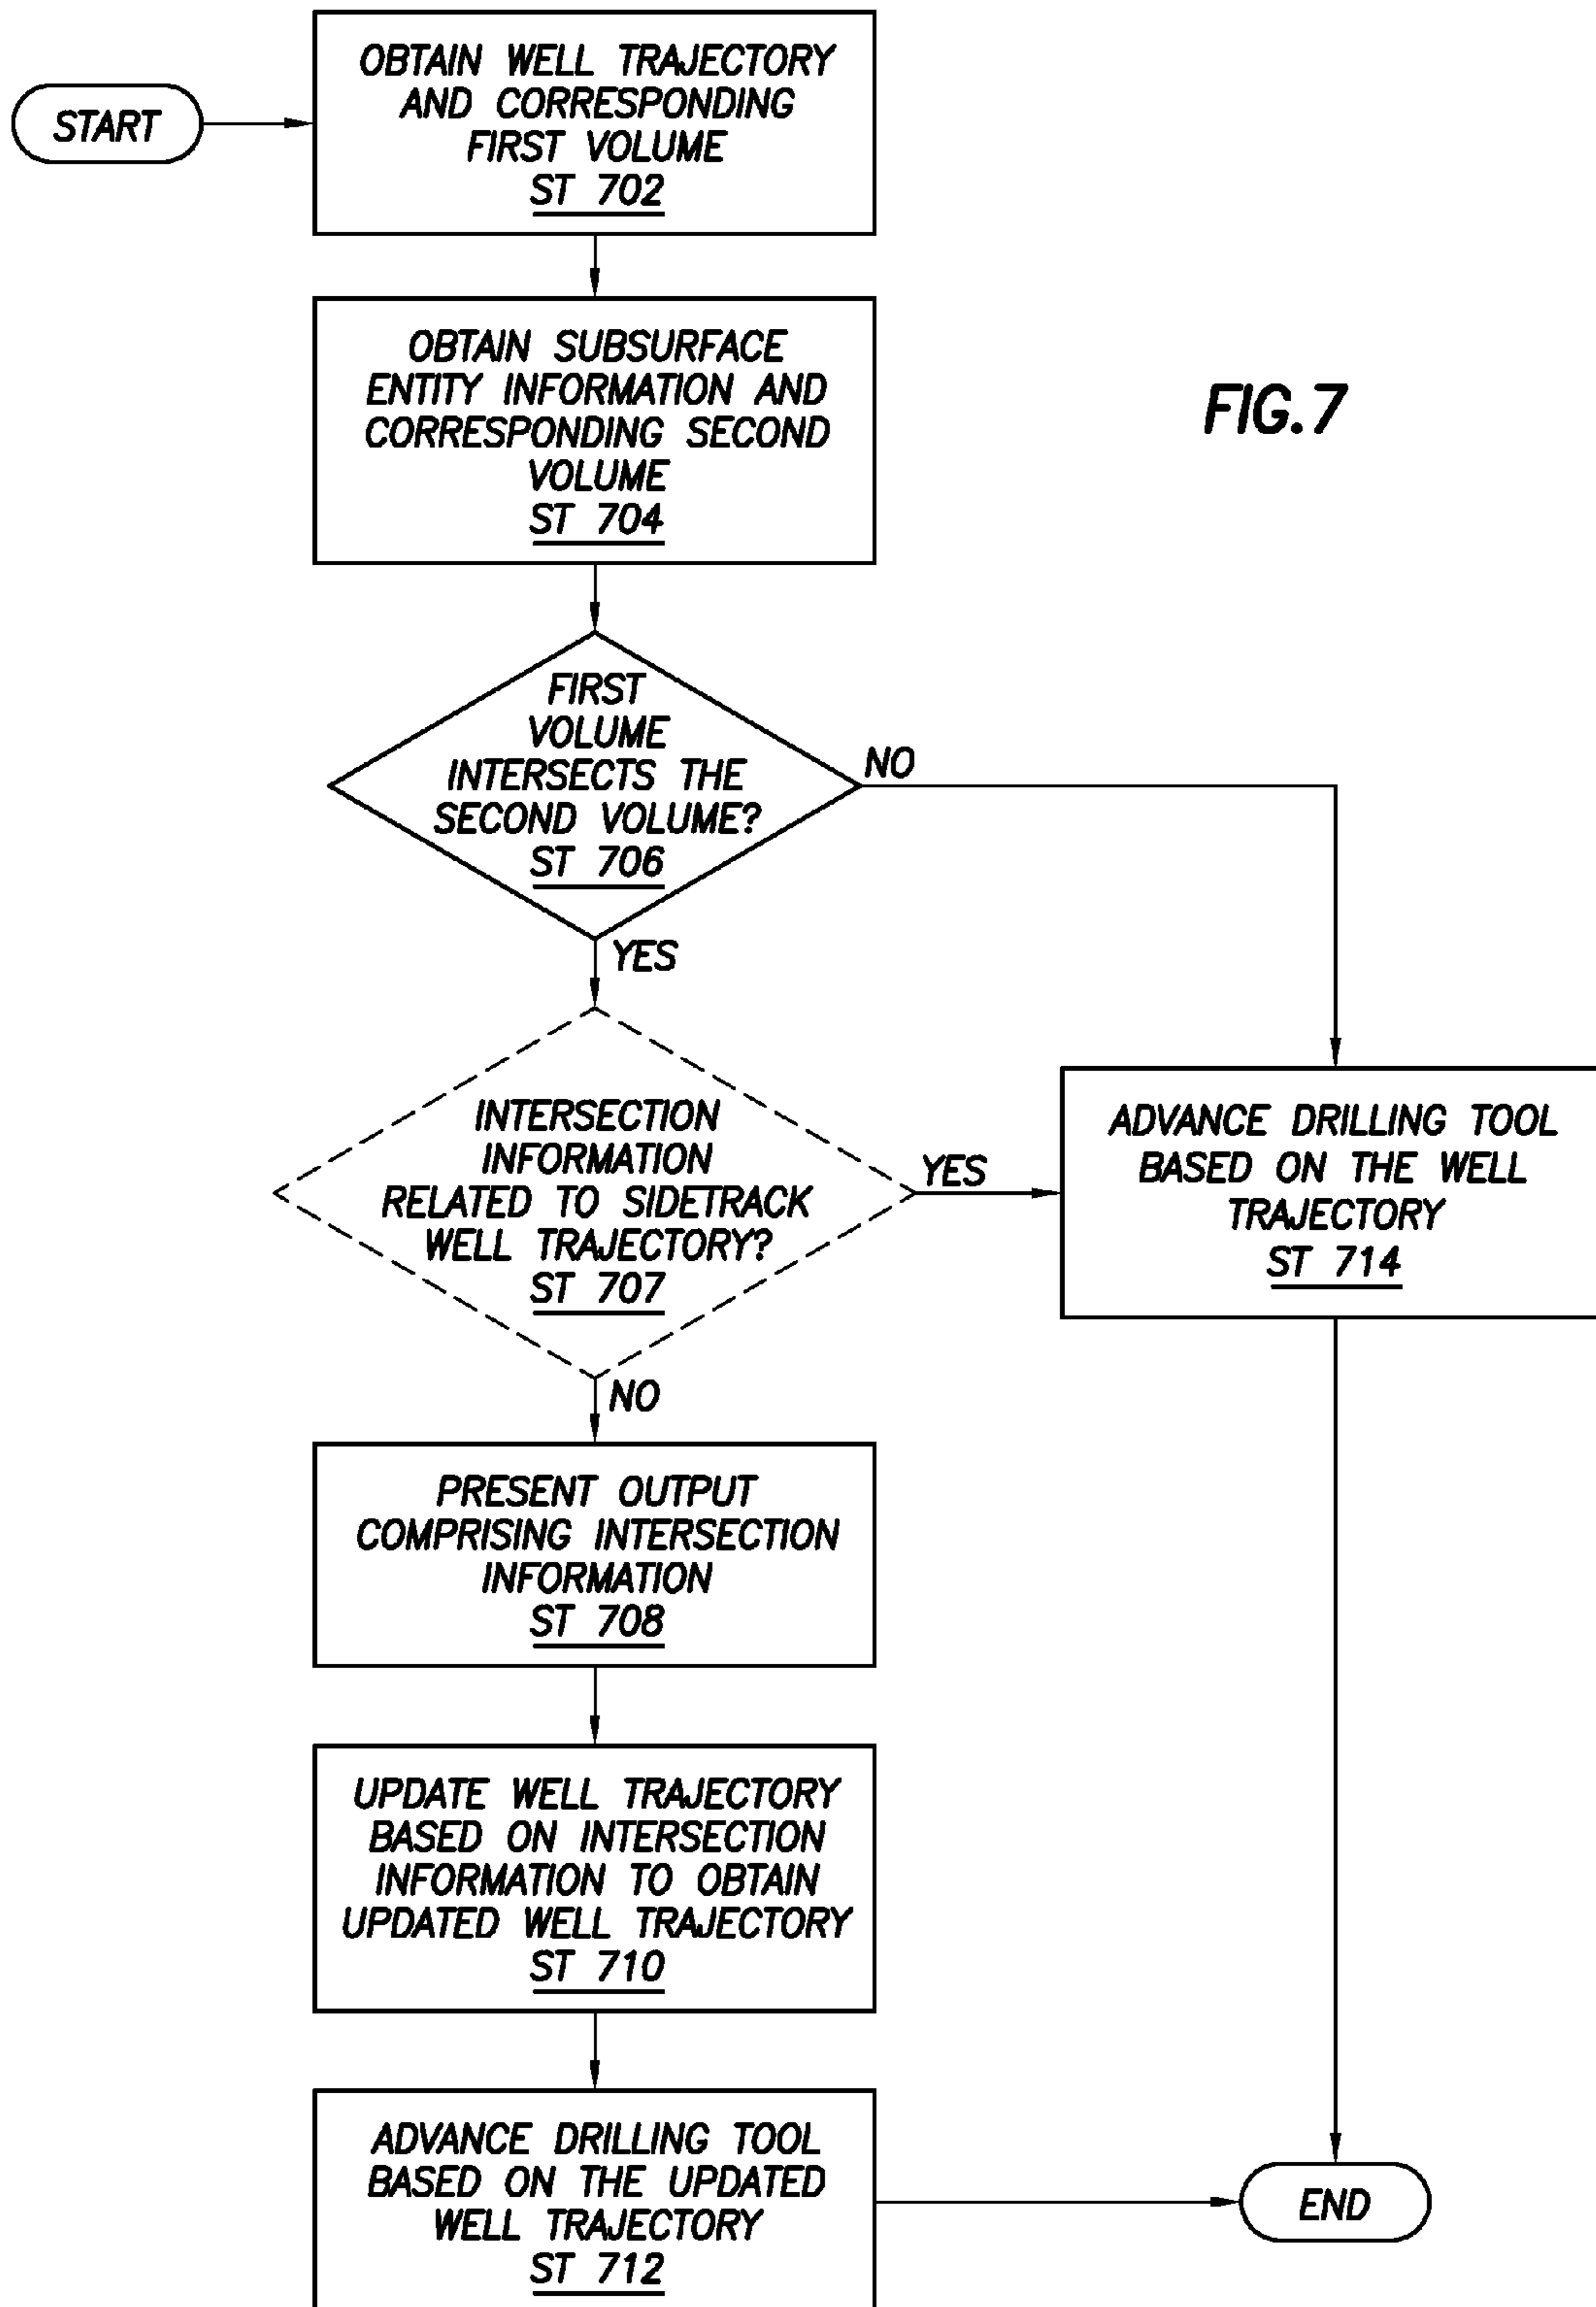 START
OBTAIN WELL TRAJECTORY
AND CORRESPONDING
FIRST VOLUME
ST 702
OBTAIN SUBSURFACE
ENTITY INFORMATION AND
CORRESPONDING SECOND
VOLUME
ST 704
FIG.7
FIRST
VOLUME
INTERSECTS THE
SECOND VOLUME?
ST 706
NO
YES
INTERSECTION
INFORMATION
RELATED TO SIDETRACK
WELL TRAJECTORY?
ST 707
YES
NO
ADVANCE DRILLING TOOL
BASED ON THE WELL
TRAJECTORY
ST 714
PRESENT OUTPUT
COMPRISING INTERSECTION
INFORMATION
ST 708
UPDATE WELL TRAJECTORY
BASED ON INTERSECTION
INFORMATION TO OBTAIN
UPDATED WELL TRAJECTORY
ST 710
ADVANCE DRILLING TOOL
BASED ON THE UPDATED
WELL TRAJECTORY
ST 712
END